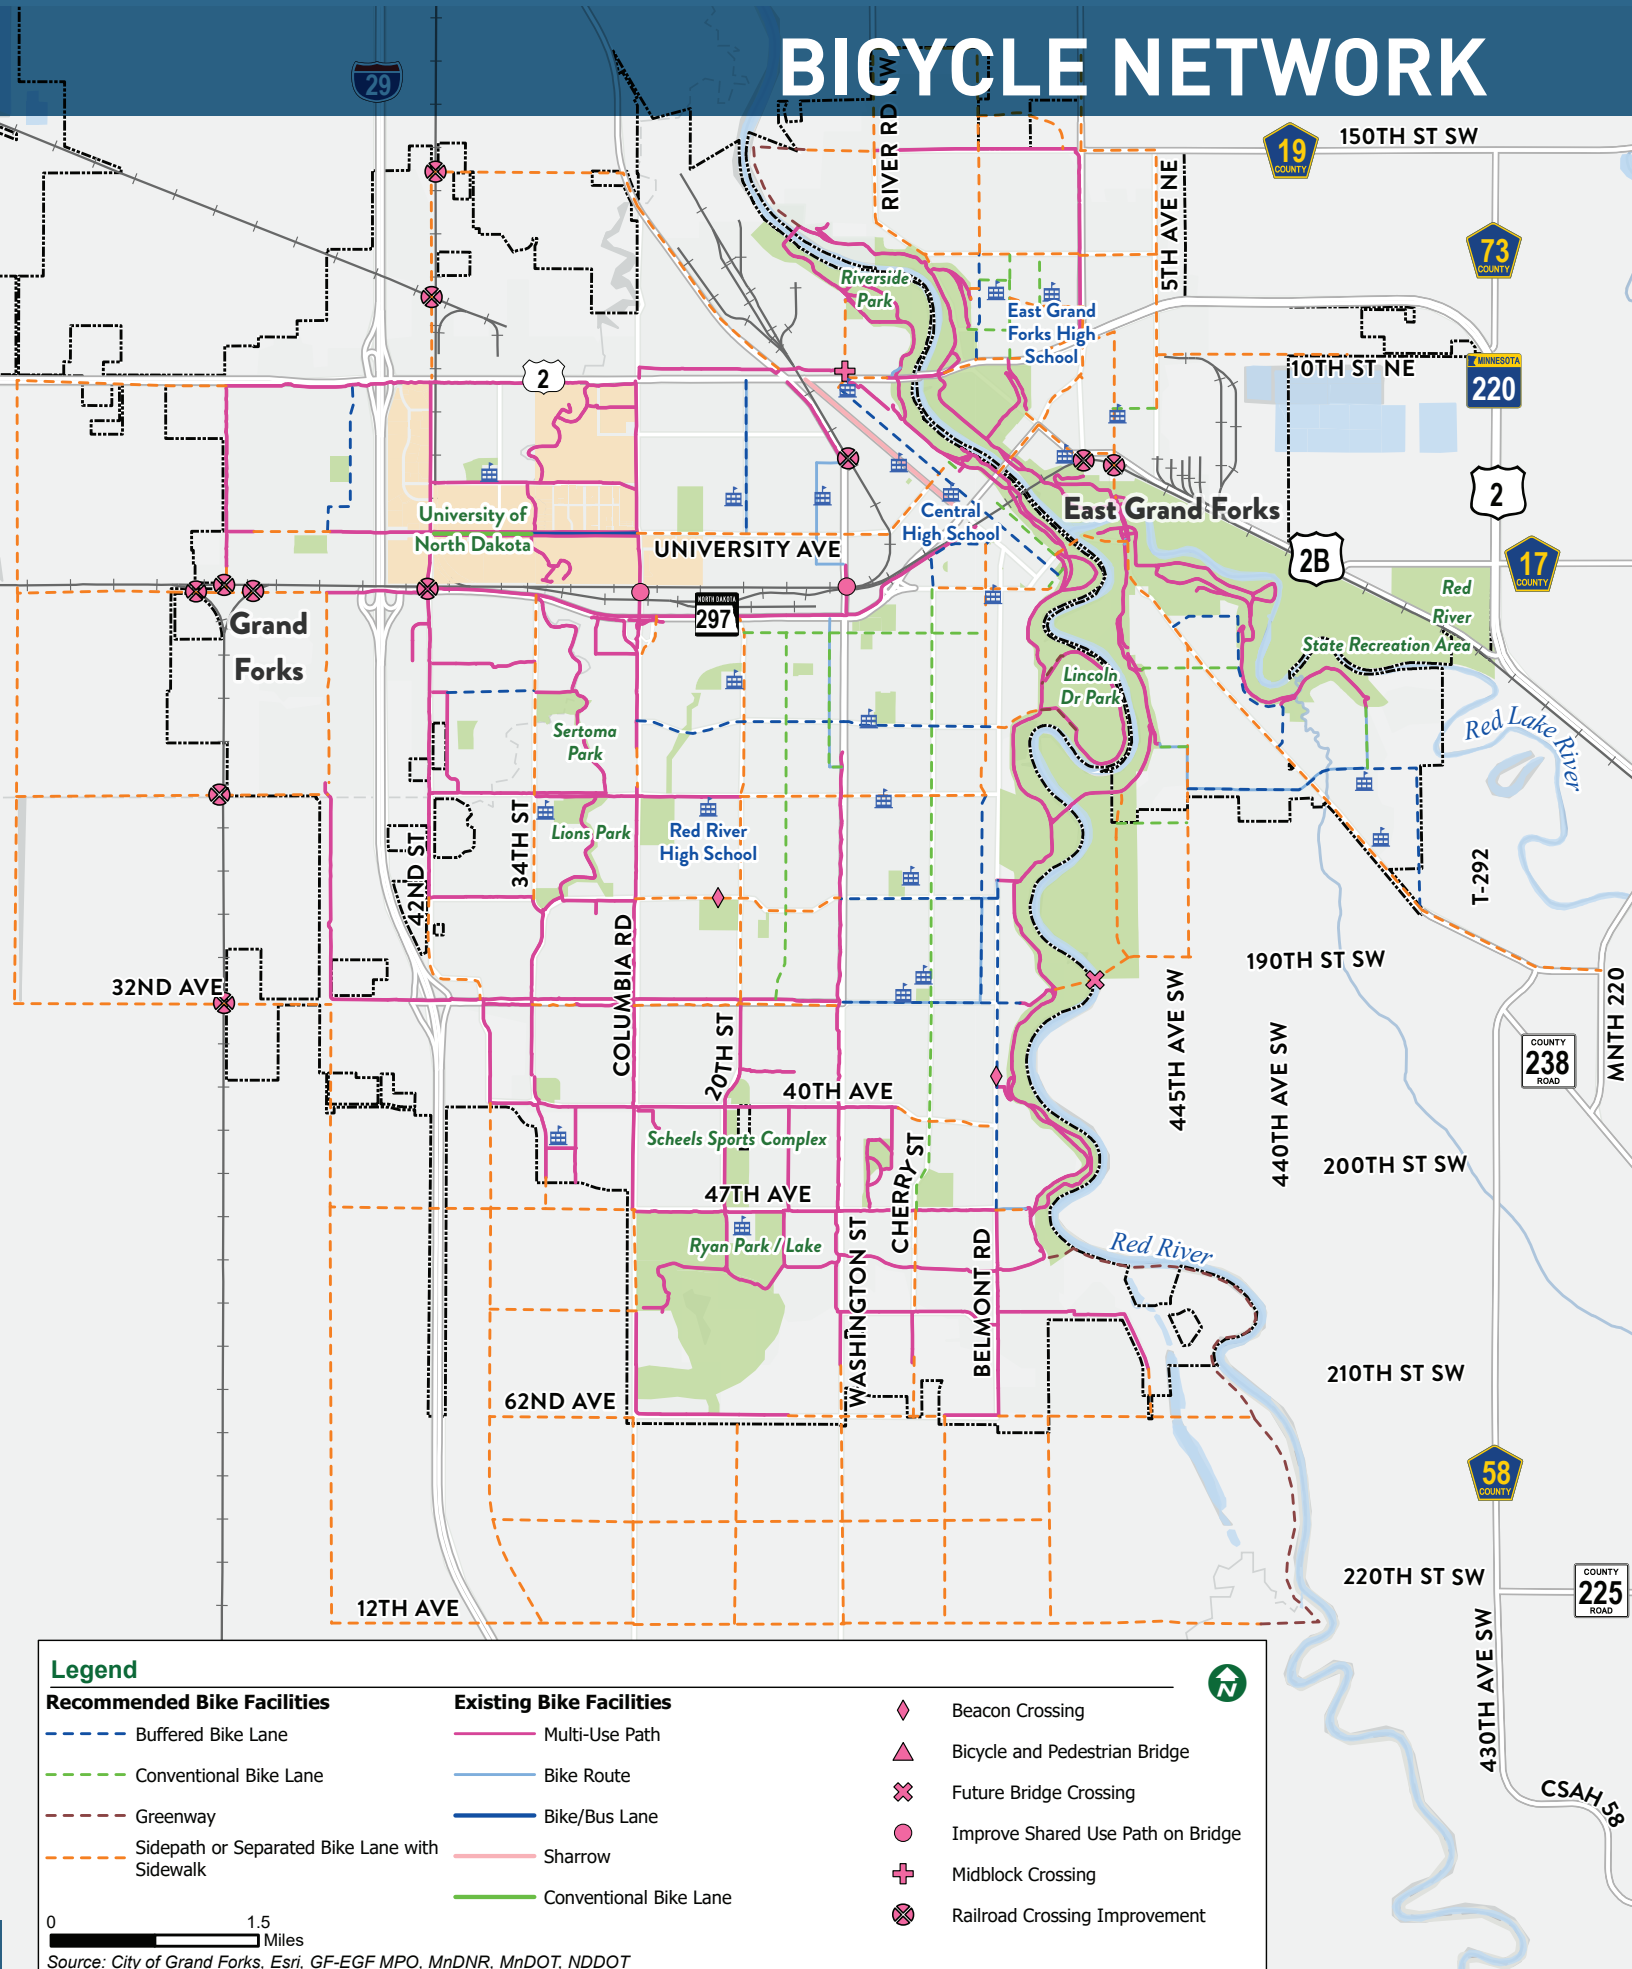 BICYCLE NETWORK
29
RIVER RD NW
150TH ST SW
19
COUNTY
5TH AVE NE
73
COUNTY
Riverside
Park
East Grand
Forks High
School
10TH ST NE
MINNESOTA
220
2
2
University of
North Dakota
UNIVERSITY AVE
Central
High School
East Grand Forks
2B
17
COUNTY
NORTH DAKOTA
297
Grand
Forks
Red
River
State Recreation Area
Lincoln
Dr Park
Red Lake River
Sertoma
Park
34TH ST
Lions Park
Red River
High School
42ND ST
T-292
COLUMBIA RD
32ND AVE
190TH ST SW
MNTH 220
20TH ST
445TH AVE SW
440TH AVE SW
COUNTY
238
ROAD
40TH AVE
Scheels Sports Complex
CHERRY ST
200TH ST SW
47TH AVE
Ryan Park / Lake
WASHINGTON ST
BELMONT RD
Red River
62ND AVE
210TH ST SW
58
COUNTY
12TH AVE
220TH ST SW
COUNTY
225
ROAD
430TH AVE SW
CSAH 58
Legend
N
Recommended Bike Facilities
Buffered Bike Lane
Conventional Bike Lane
Greenway
Sidepath or Separated Bike Lane with
Sidewalk
Existing Bike Facilities
Multi-Use Path
Bike Route
Bike/Bus Lane
Sharrow
Conventional Bike Lane
Beacon Crossing
Bicycle and Pedestrian Bridge
Future Bridge Crossing
Improve Shared Use Path on Bridge
Midblock Crossing
Railroad Crossing Improvement
0 1.5
Miles
Source: City of Grand Forks, Esri, GF-EGF MPO, MnDNR, MnDOT, NDDOT